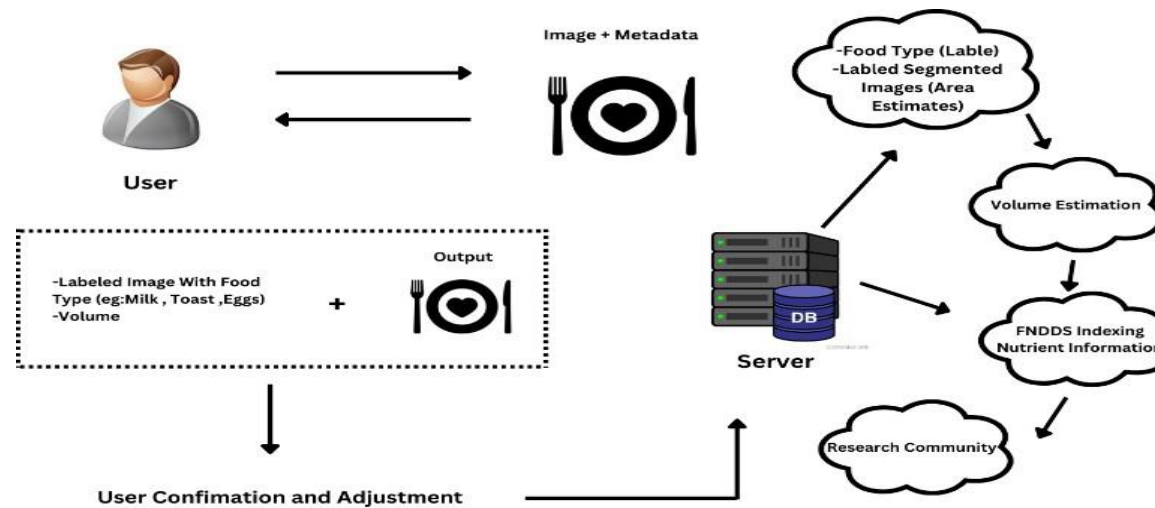 Image + Metadata
-Food Type (Lable)
-Labled Segmented
Images (Area
Estimates)
User
Volume Estimation
-Labeled Image With Food
Type (eg:Milk , Toast ,Eggs)
-Volume
+
Output
DB
Server
FNDDS Indexing
Nutrient Information
Research Community
User Confimation and Adjustment